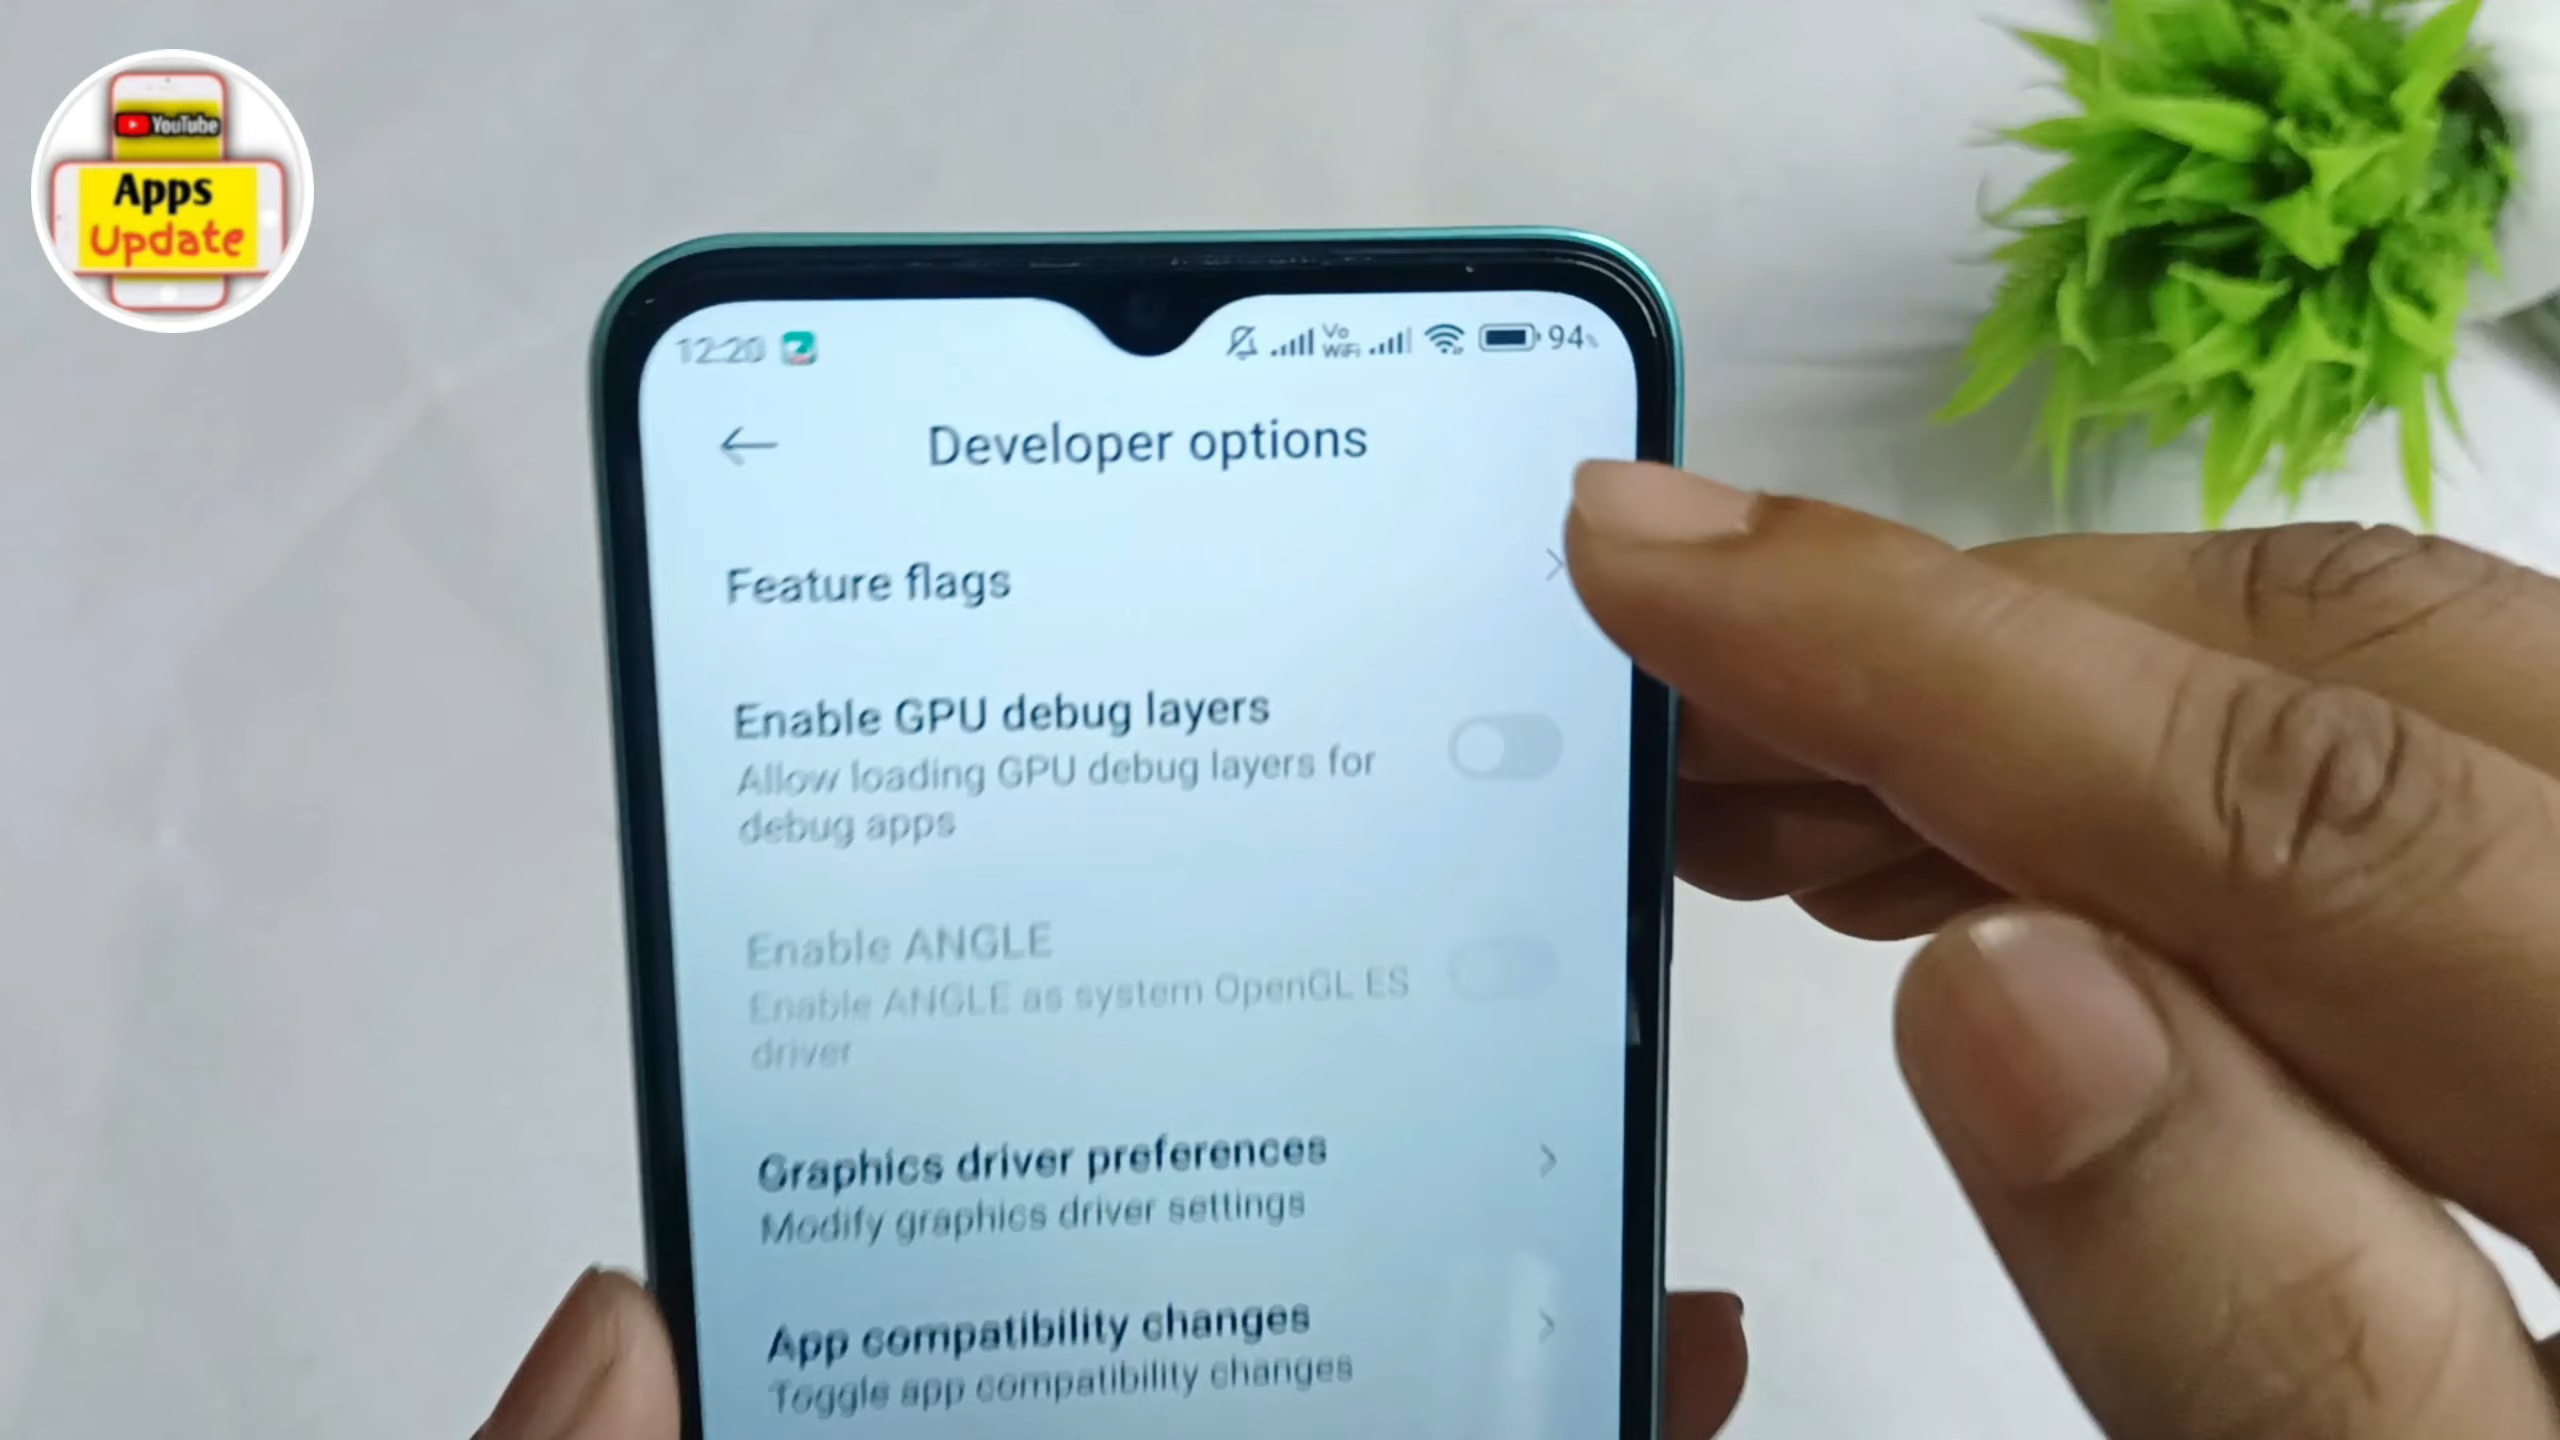 YouTube
Apps
Update
12:20
Vo
WiFi
94%
Developer options
Feature flags
Enable GPU debug layers
Allow loading GPU debug layers for
debug apps
Enable ANGLE
Enable ANGLE as system OpenGL ES
driver
Graphics driver preferences
Modify graphics driver settings
App compatibility changes
Toggle app compatibility changes